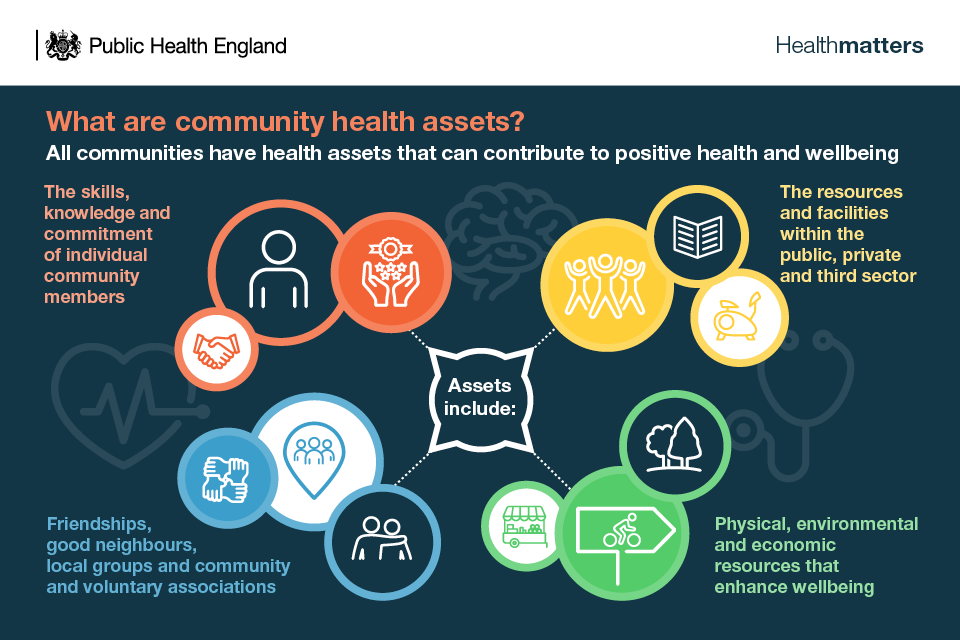 Public Health England
Healthmatters
What are community health assets?
All communities have health assets that can contribute to positive health and wellbeing
The skills,
knowledge and
commitment
of individual
community
members
The resources
and facilities
within the
public, private
and third sector
Assets
include:
Friendships,
good neighbours,
local groups and community
and voluntary associations
Physical, environmental
and economic
resources that
enhance wellbeing